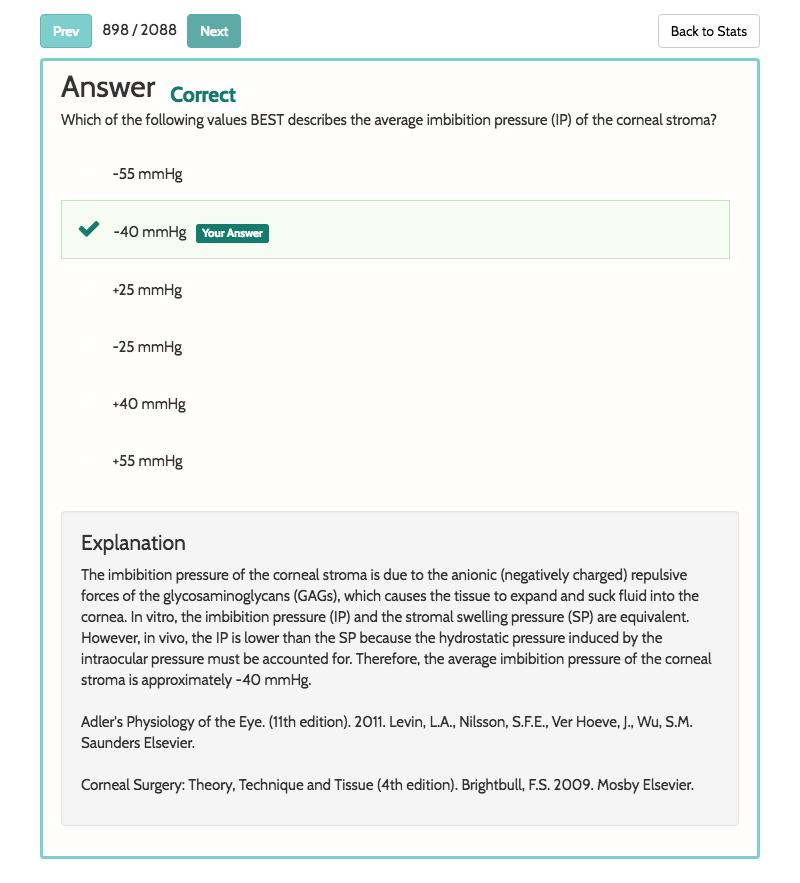 Prev 898 / 2088 Next Back to Stats
Answer Correct
Which of the following values BEST describes the average imbibition pressure (IP) of the corneal stroma?
-55 mmHg
-40 mmHg Your Answer
+25 mmHg
-25 mmHg
+40 mmHg
+55 mmHg
Explanation
The imbibition pressure of the corneal stroma is due to the anionic (negatively charged) repulsive
forces of the glycosaminoglycans (GAGs), which causes the tissue to expand and suck fluid into the
cornea. In vitro, the imbibition pressure (IP) and the stromal swelling pressure (SP) are equivalent.
However, in vivo, the IP is lower than the SP because the hydrostatic pressure induced by the
intraocular pressure must be accounted for. Therefore, the average imbibition pressure of the corneal
stroma is approximately -40 mmHg.
Adler's Physiology of the Eye. (11th edition). 2011. Levin, L.A., Nilsson, S.F.E., Ver Hoeve, J., Wu, S.M.
Saunders Elsevier.
Corneal Surgery: Theory, Technique and Tissue (4th edition). Brightbull, F.S. 2009. Mosby Elsevier.